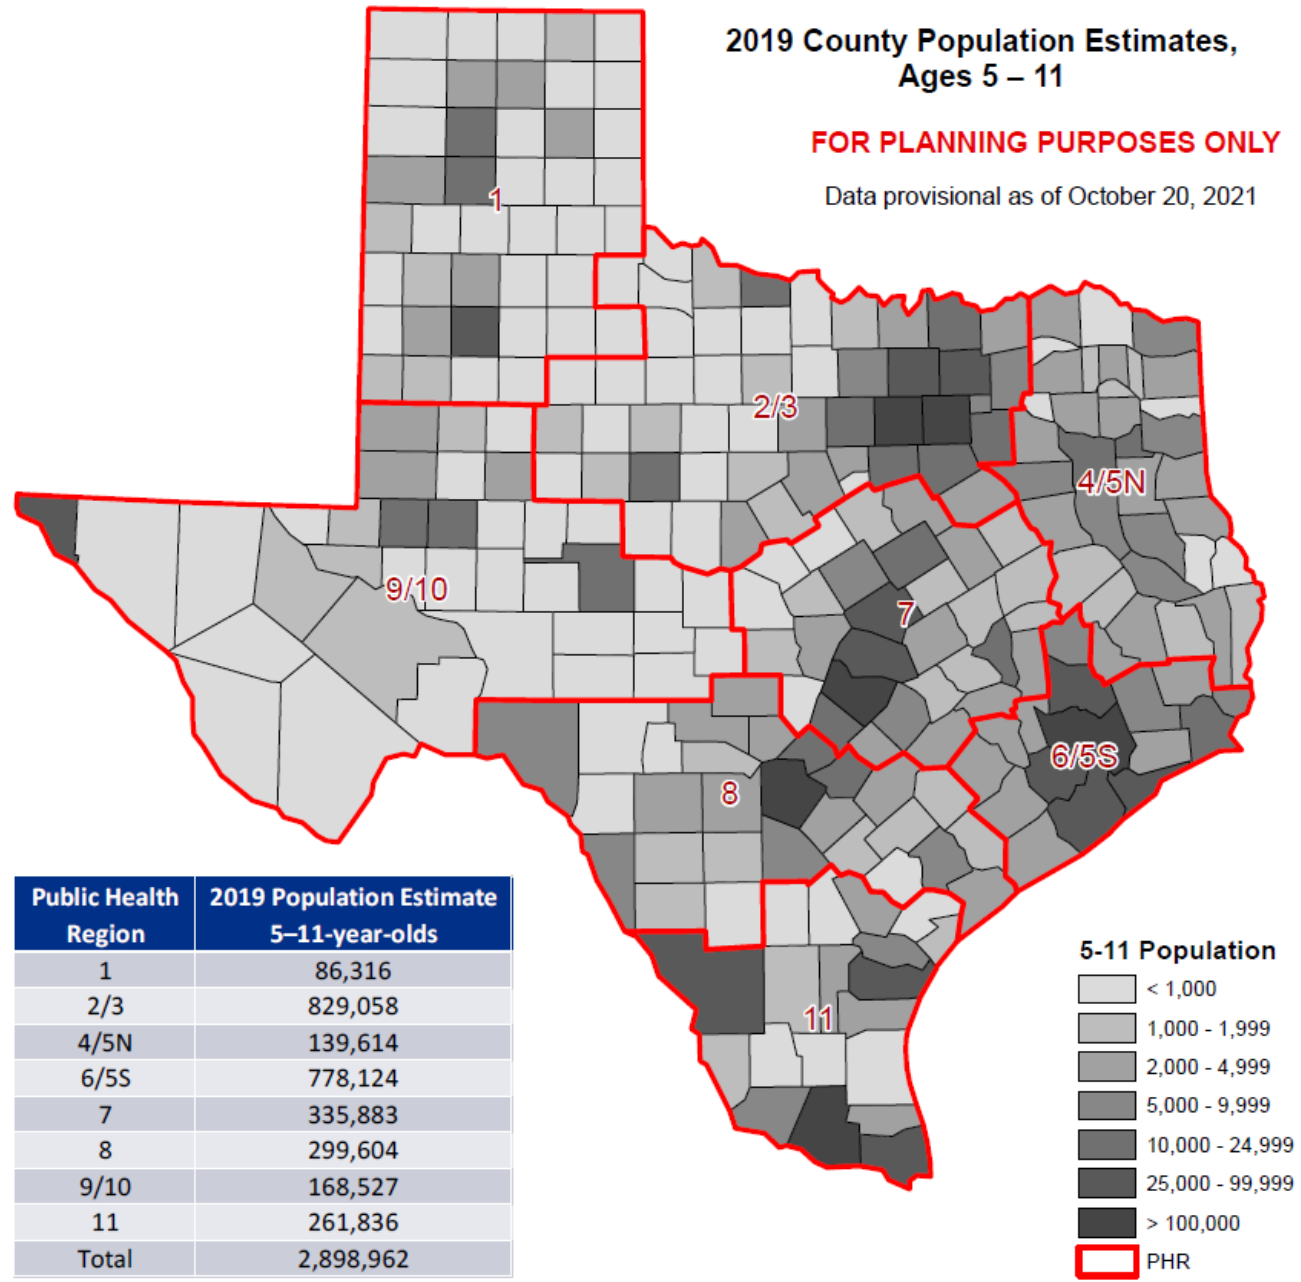 2019 County Population Estimates,
Ages 5 – 11
FOR PLANNING PURPOSES ONLY
Data provisional as of October 20, 2021
1
2/3
4/5N
9/10
7
6/5S
8
11
Public Health Region 2019 Population Estimate 5–11-year-olds
1 86,316
2/3 829,058
4/5N 139,614
6/5S 778,124
7 335,883
8 299,604
9/10 168,527
11 261,836
Total 2,898,962
5-11 Population
< 1,000
1,000 - 1,999
2,000 - 4,999
5,000 - 9,999
10,000 - 24,999
25,000 - 99,999
> 100,000
PHR